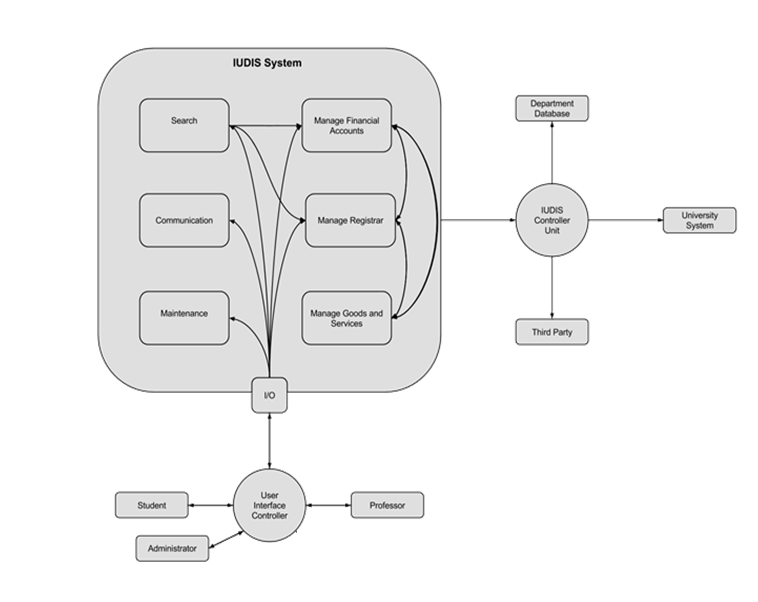 IUDIS System
Search
Manage Financial
Accounts
Communication
Manage Registrar
Maintenance
Manage Goods and
Services
I/O
Department
Database
IUDIS
Controller
Unit
University
System
Third Party
User
Interface
Controller
Student
Professor
Administrator